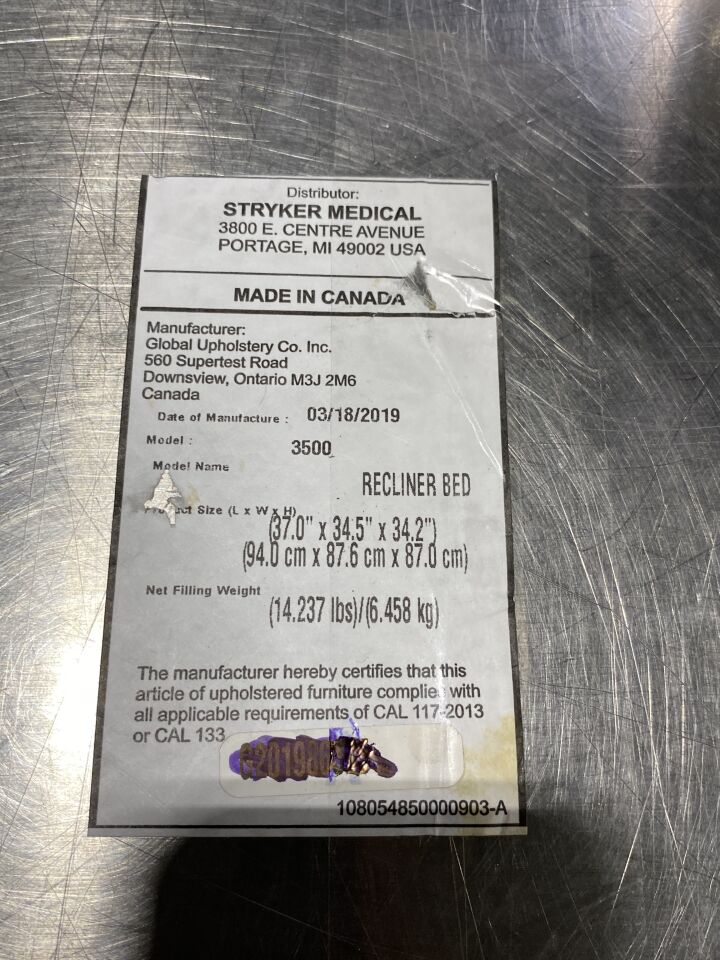 Distributor:
STRYKER MEDICAL
3800 E. CENTRE AVENUE
PORTAGE, MI 49002 USA
MADE IN CANADA
Manufacturer:
Global Upholstery Co. Inc.
560 Supertest Road
Downsview, Ontario M3J 2M6
Canada
Date of Manufacture : 03/18/2019
Model : 3500
Model Name
RECLINER BED
Size (L x W x H)
(37.0" x 34.5" x 34.2")
(94.0 cm x 87.6 cm x 87.0 cm)
Net Filling Weight
(14.237 lbs)/(6.458 kg)
The manufacturer hereby certifies that this
article of upholstered furniture complies with
all applicable requirements of CAL 117-2013
or CAL 133
108054850000903-A